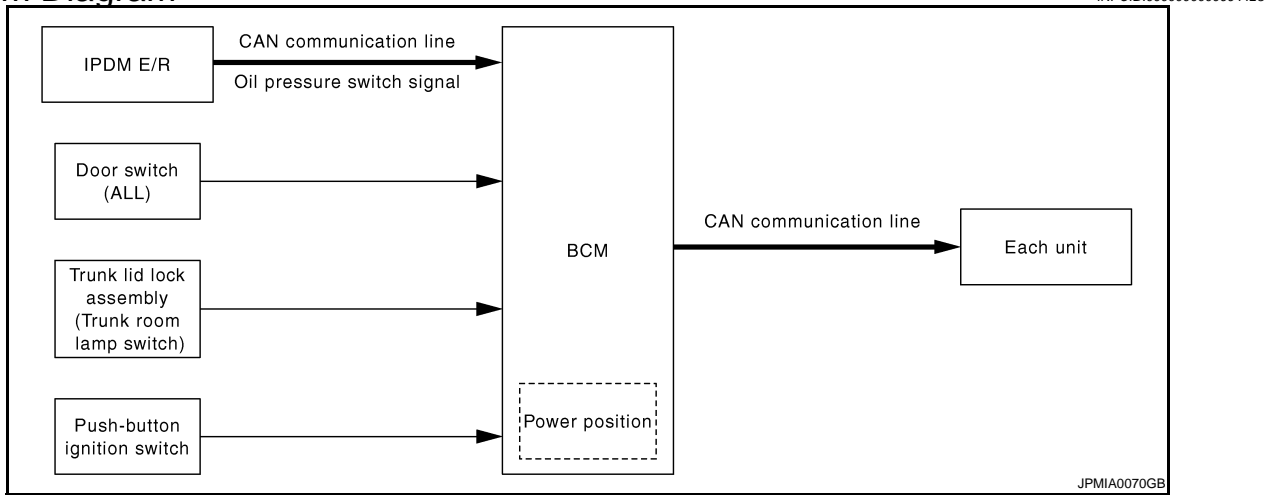 Diagram
IPDM E/R
CAN communication line
Oil pressure switch signal
Door switch
(ALL)
Trunk lid lock
assembly
(Trunk room
lamp switch)
Push-button
ignition switch
BCM
Power position
CAN communication line
Each unit
JPMIA0070GB